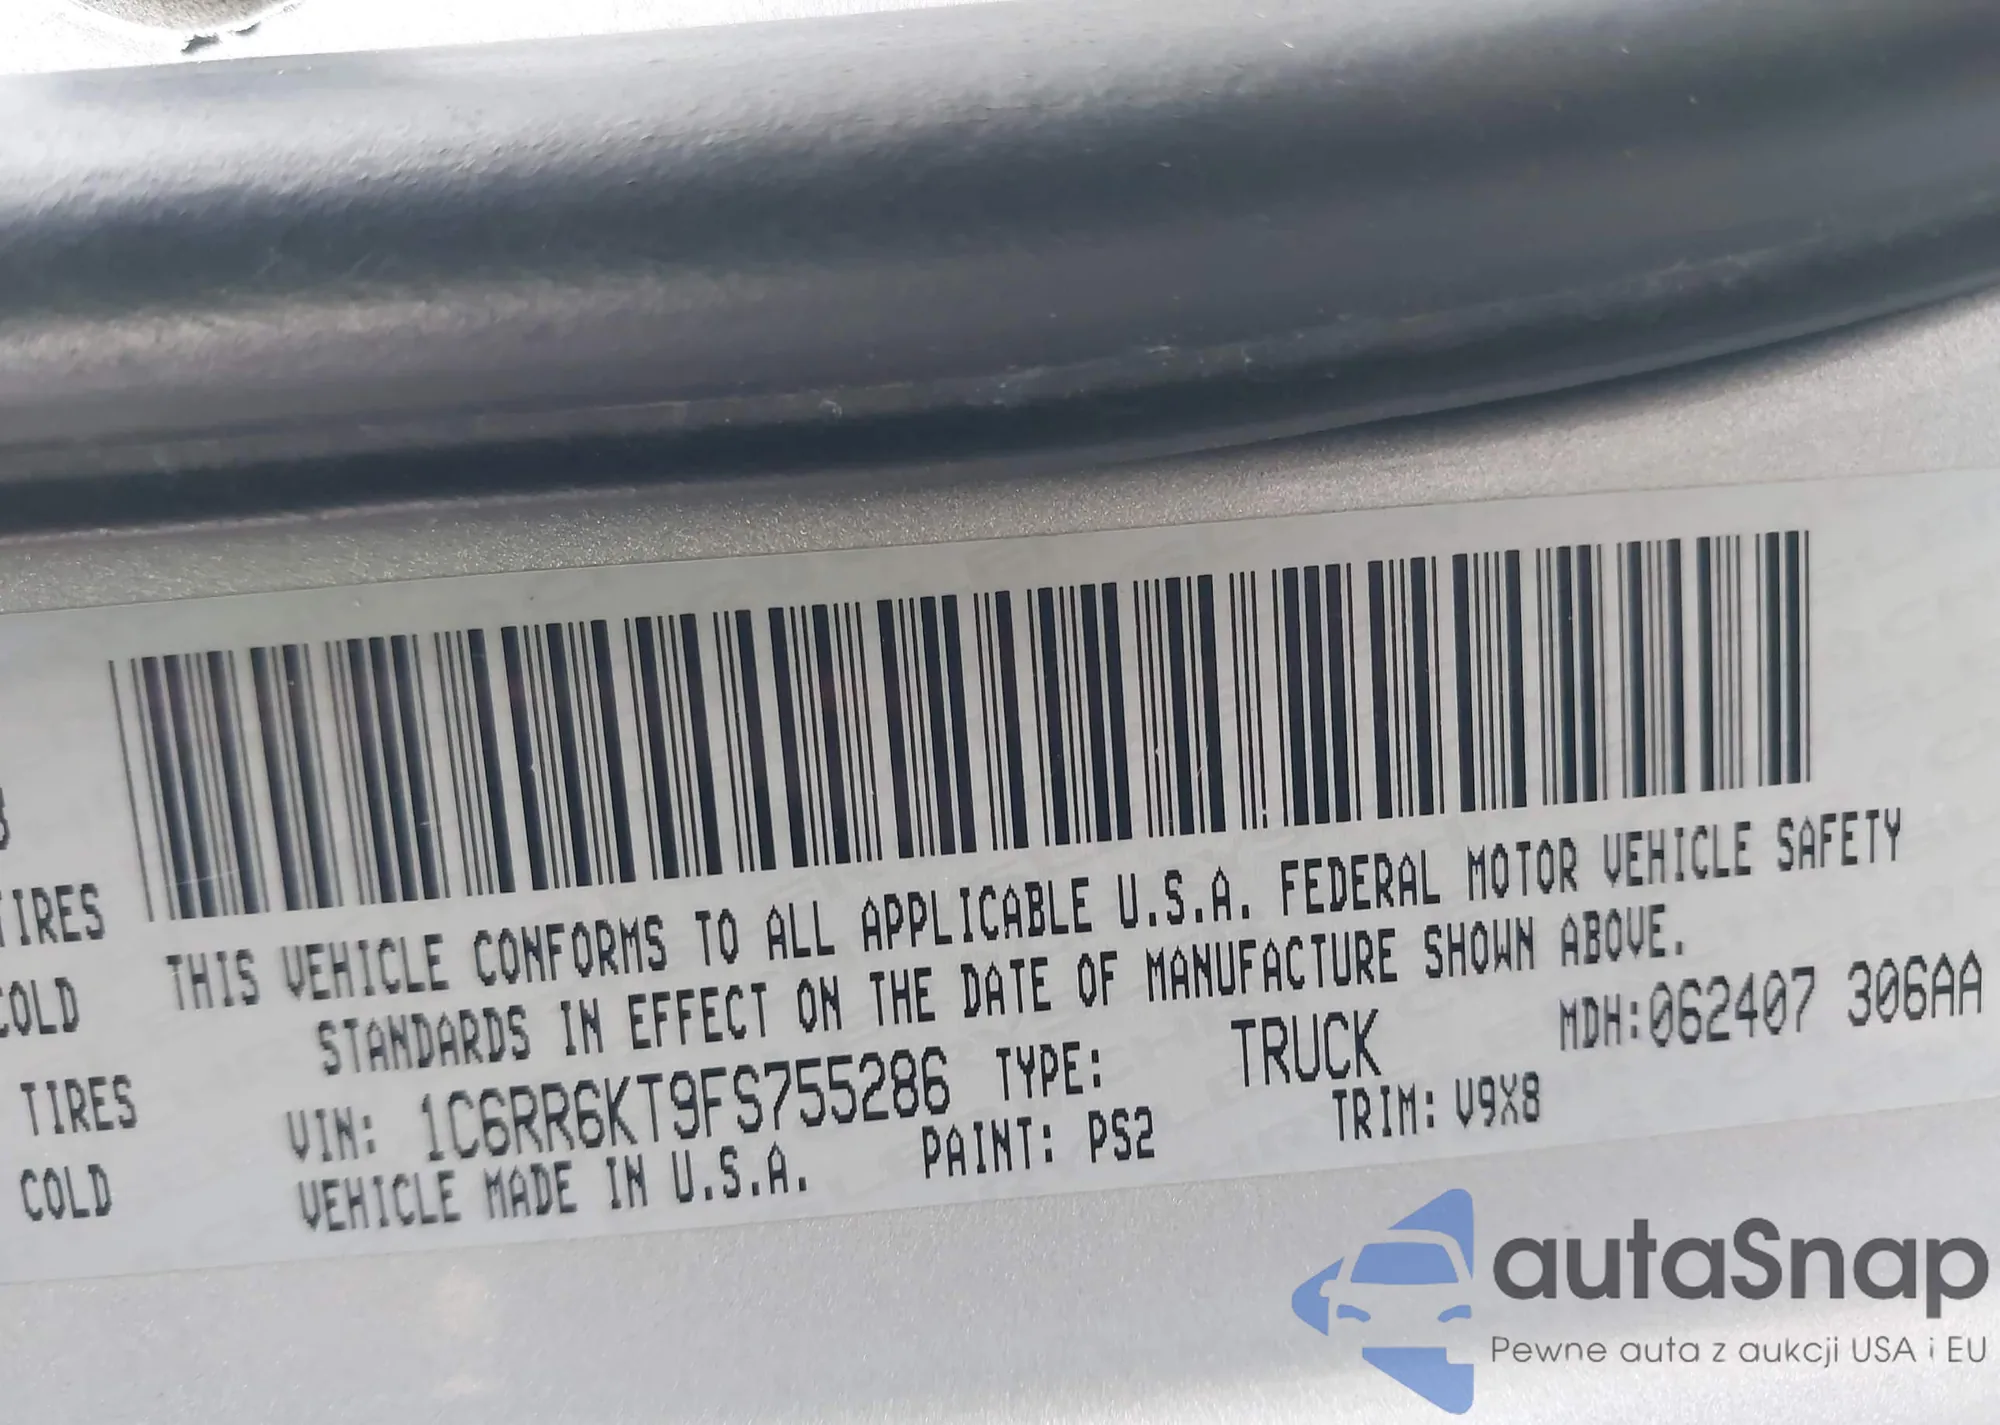 THIS VEHICLE CONFORMS TO ALL APPLICABLE U.S.A. FEDERAL MOTOR VEHICLE SAFETY
STANDARDS IN EFFECT ON THE DATE OF MANUFACTURE SHOWN ABOVE.
TIRES
COLD
TIRES
COLD
VIN: 1C6RR6KT9FS755286 TYPE: TRUCK MDH:062407 306AA
VEHICLE MADE IN U.S.A. PAINT: PS2 TRIM: V9X8
autaSnap
Pewne auta z aukcji USA i EU